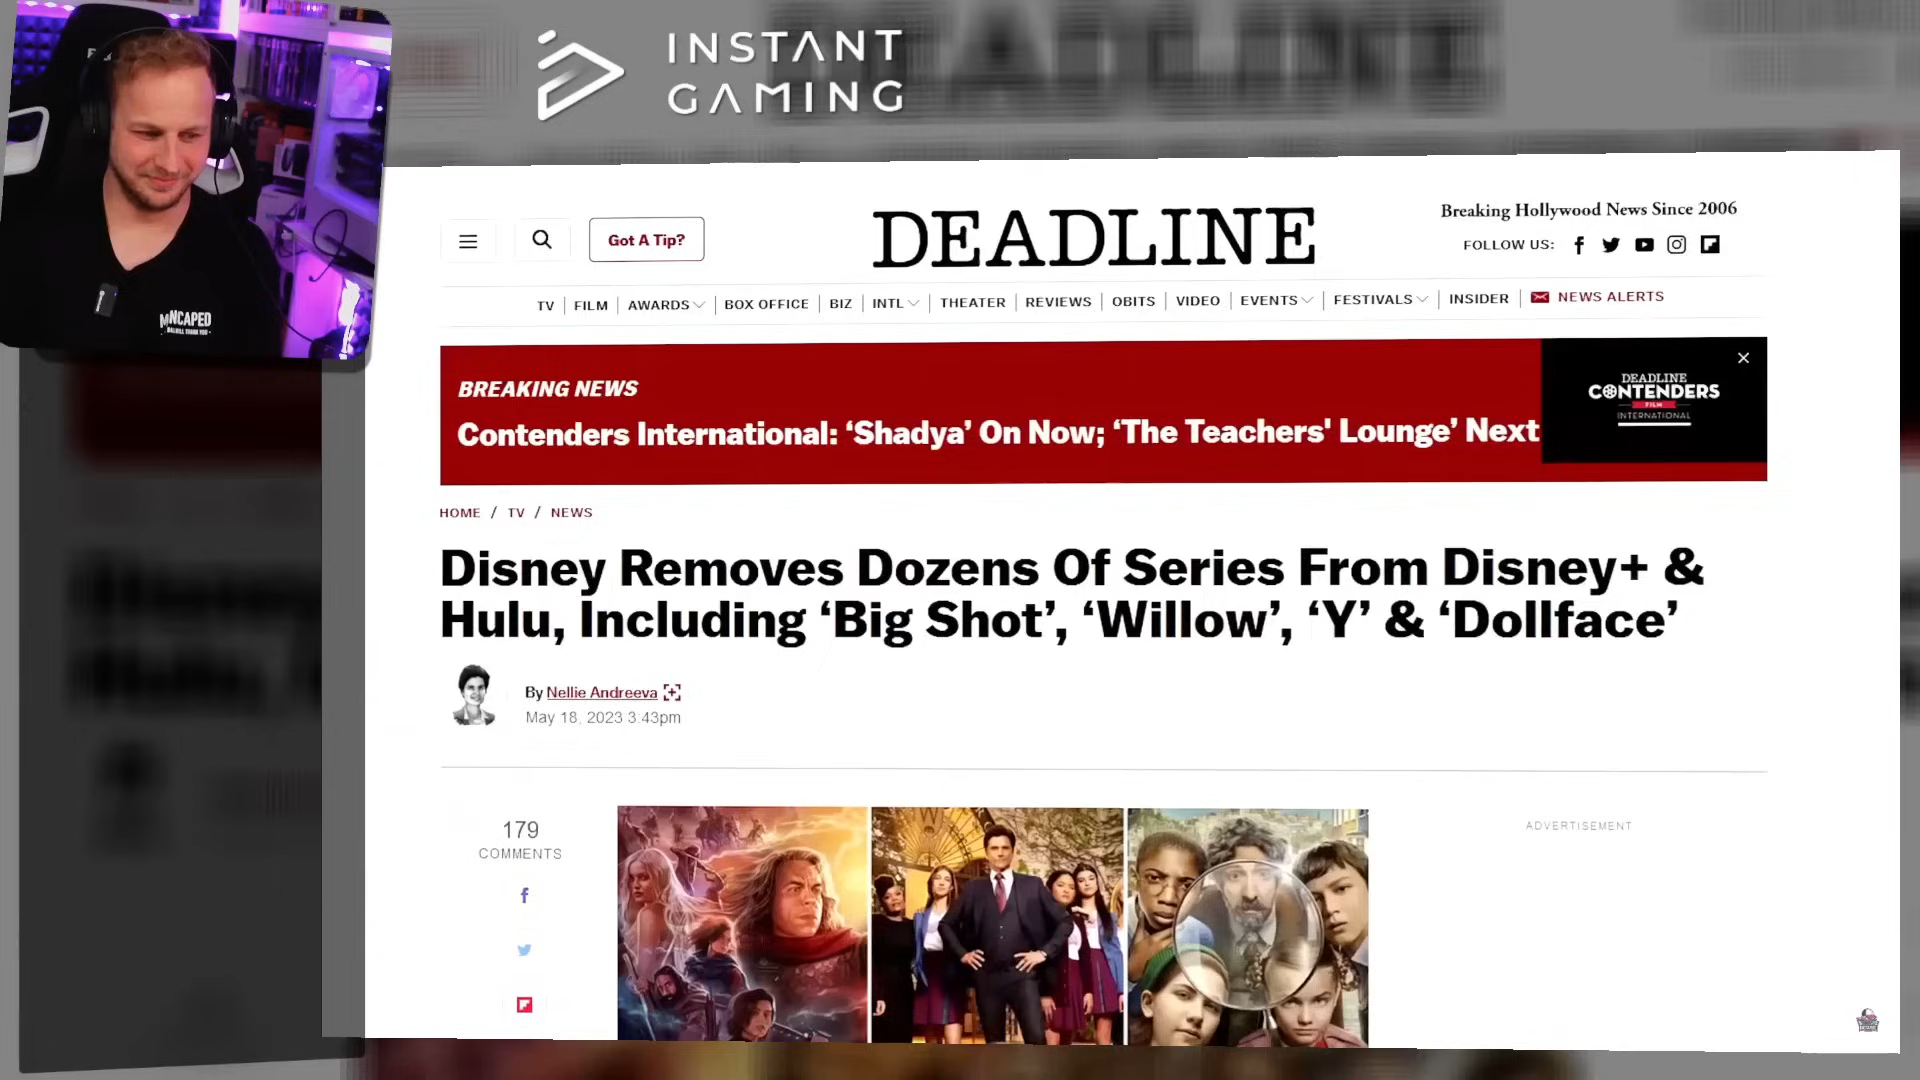 INSTANT
GAMING
MANCAPED
Breaking Hollywood News Since 2006
Got A Tip?
DEADLINE
FOLLOW US:
TV FILM AWARDS BOX OFFICE BIZ INTL THEATER REVIEWS OBITS VIDEO EVENTS FESTIVALS INSIDER NEWS ALERTS
BREAKING NEWS
Contenders International: ‘Shadya’ On Now; ‘The Teachers' Lounge’ Next
DEADLINE
CONTENDERS
FILM
INTERNATIONAL
HOME / TV / NEWS
Disney Removes Dozens Of Series From Disney+ &
Hulu, Including ‘Big Shot’, ‘Willow’, ‘Y’ & ‘Dollface’
By Nellie Andreeva
May 18, 2023 3:43pm
179
COMMENTS
ADVERTISEMENT